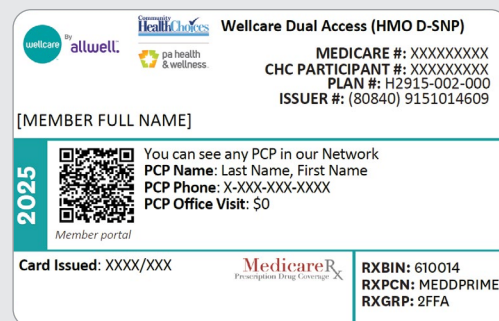 wellcare By allwell.
Community HealthChoices
pa health & wellness.
Wellcare Dual Access (HMO D-SNP)
MEDICARE #: XXXXXXXXX
CHC PARTICIPANT #: XXXXXXXXX
PLAN #: H2915-002-000
ISSUER #: (80840) 9151014609
[MEMBER FULL NAME]
2025
You can see any PCP in our Network
PCP Name: Last Name, First Name
PCP Phone: X-XXX-XXX-XXXX
PCP Office Visit: $0
Member portal
Card Issued: XXXX/XXX
MedicareRx
Prescription Drug Coverage
RXBIN: 610014
RXPCN: MEDDPRIME
RXGRP: 2FFA